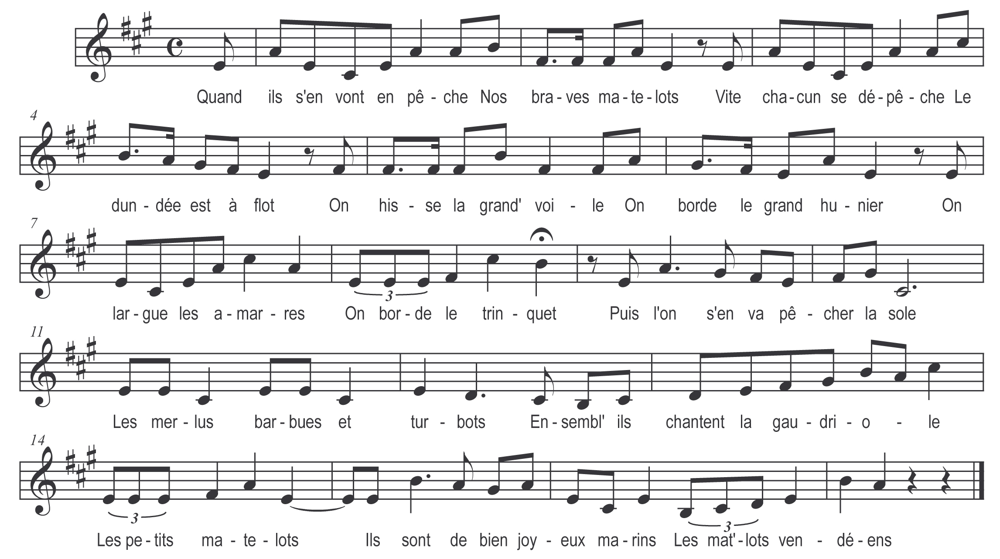 Quand ils s'en vont en pê - che Nos bra - ves ma - te - lots Vite cha - cun se dé - pê - che Le
4
dun - dée est à flot On his - se la grand' voi - le On borde le grand hu - nier On
7
lar - gue les a - mar - res On bor - de le trin - quet Puis l'on s'en va pê - cher la sole
3
11
Les mer - lus bar - bues et tur - bots En - sembl' ils chantent la gau - dri - o - le
14
Les pe - tits ma - te - lots Ils sont de bien joy - eux ma - rins Les mat' - lots ven - dé - ens
3 3